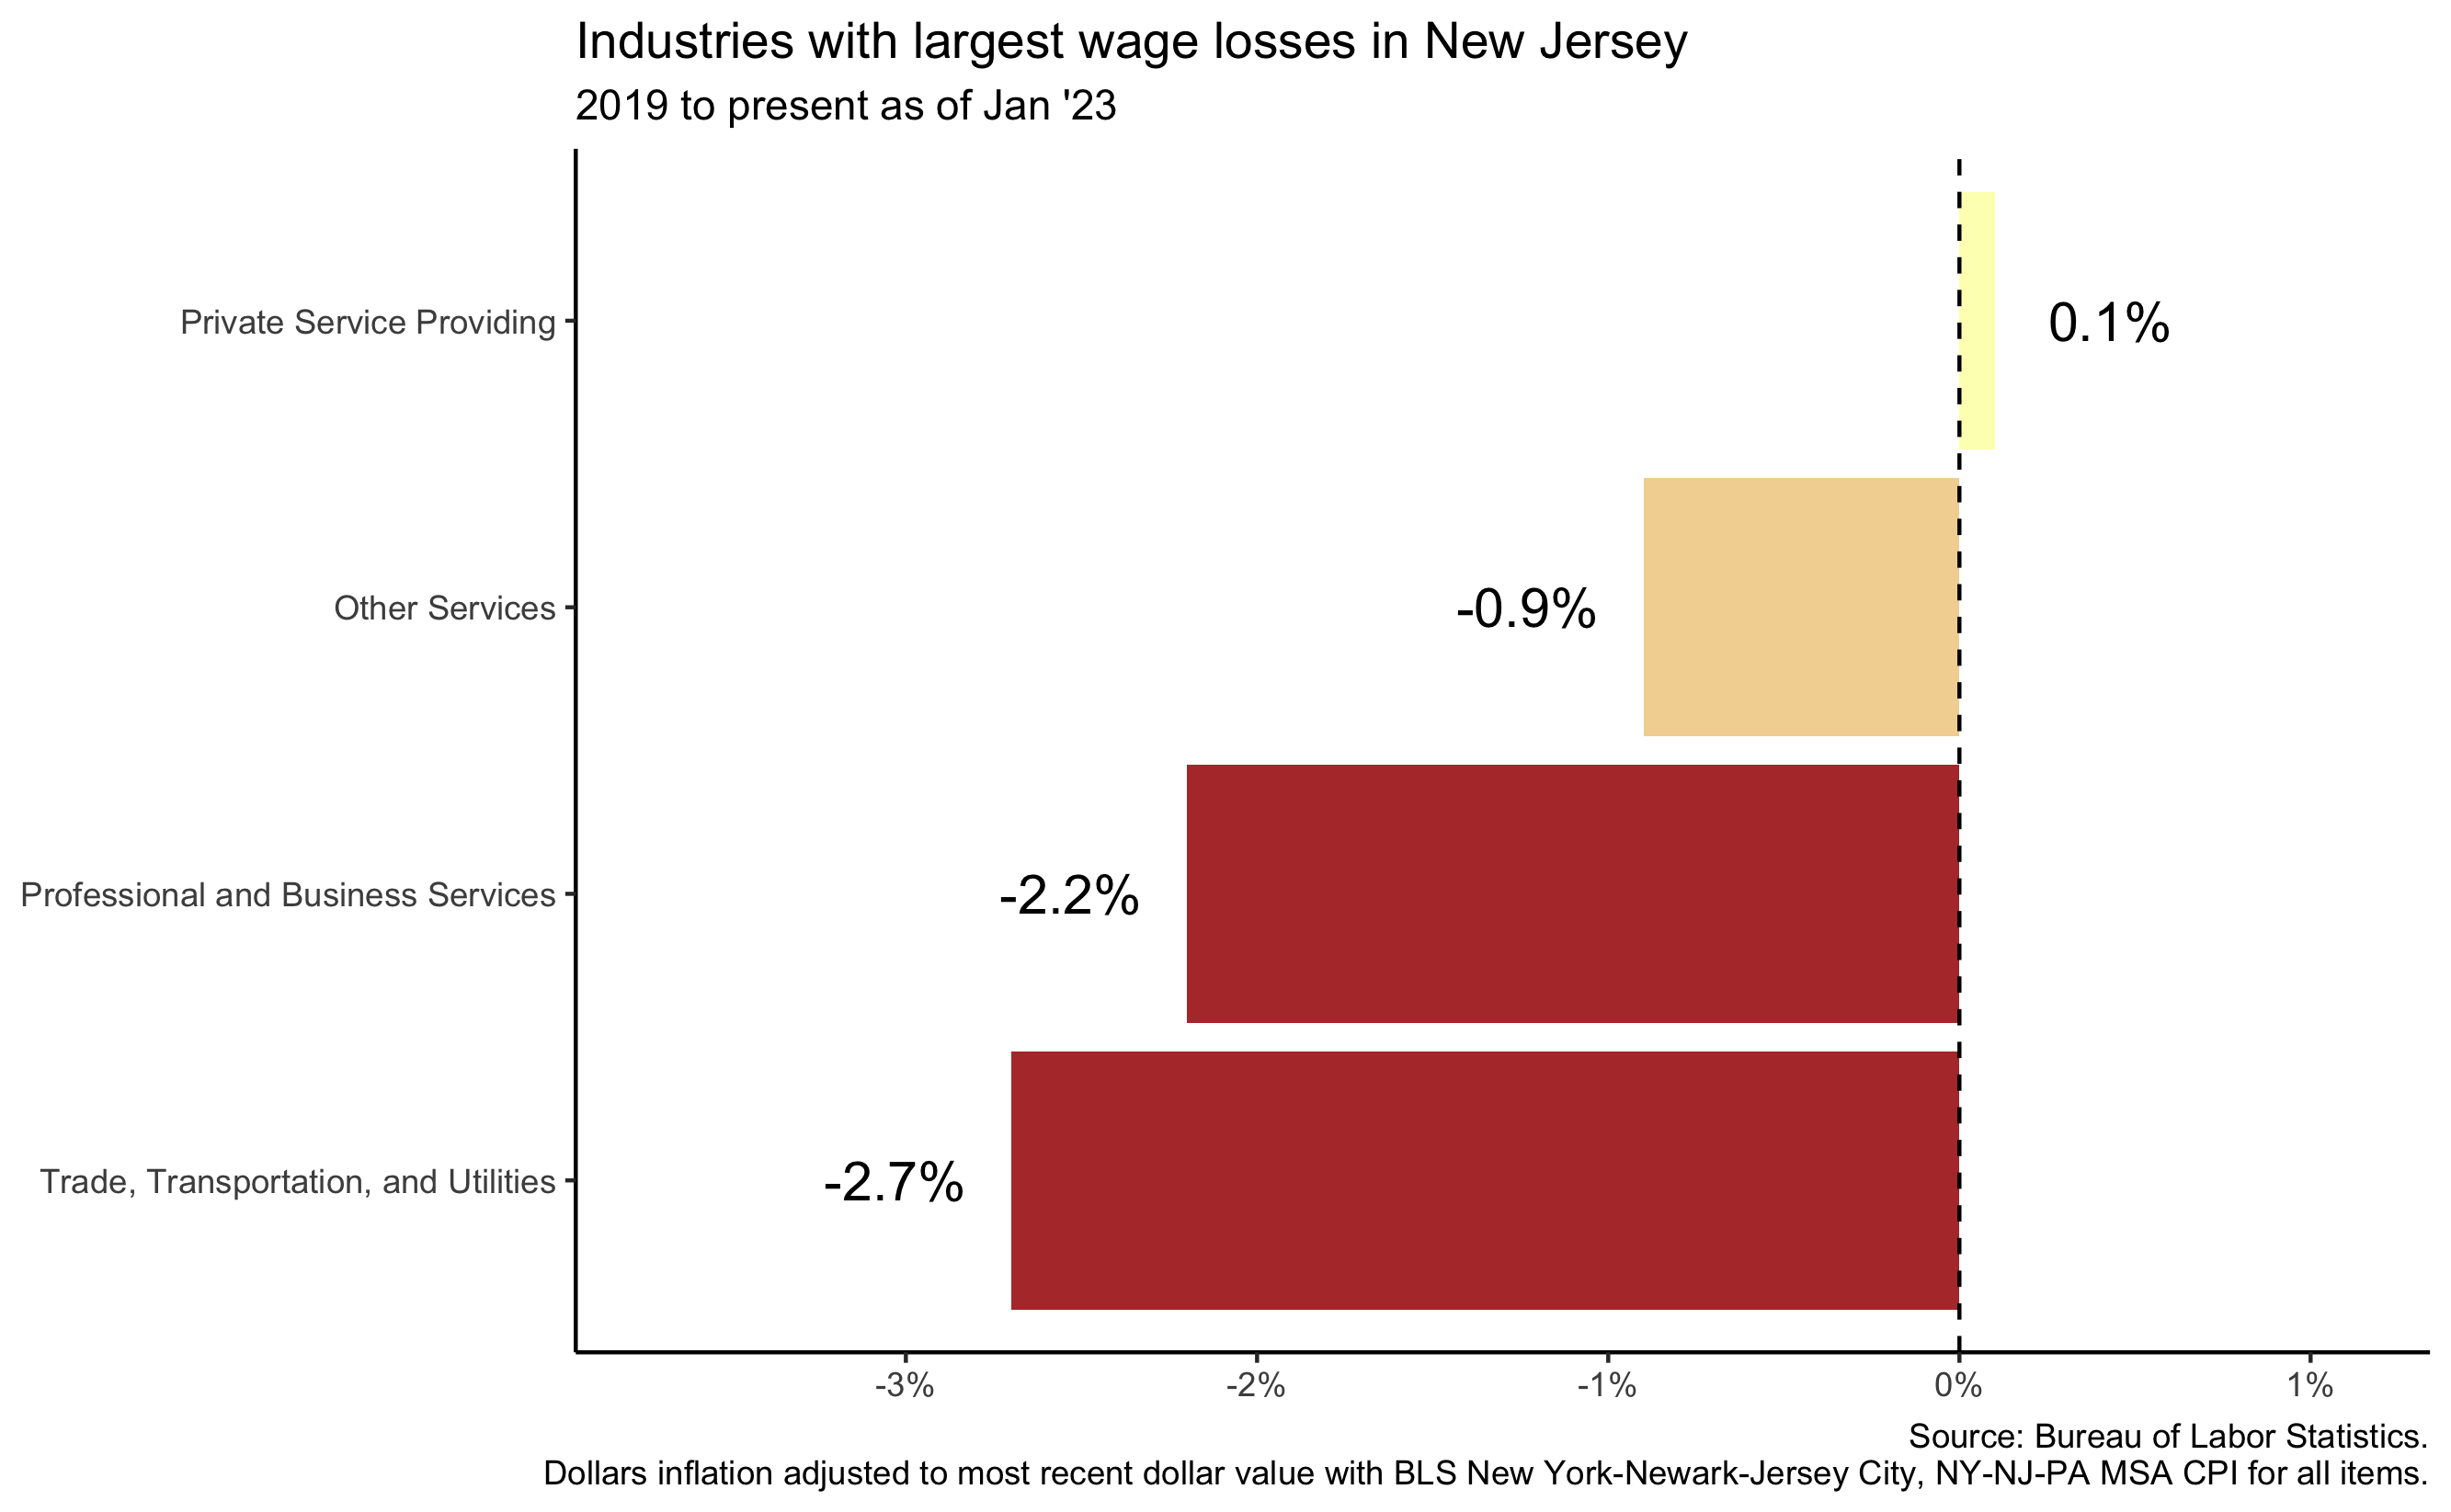 Industries with largest wage losses in New Jersey
2019 to present as of Jan '23
Private Service Providing
0.1%
Other Services
-0.9%
Professional and Business Services
-2.2%
Trade, Transportation, and Utilities
-2.7%
-3% -2% -1% 0% 1%
Source: Bureau of Labor Statistics.
Dollars inflation adjusted to most recent dollar value with BLS New York-Newark-Jersey City, NY-NJ-PA MSA CPI for all items.